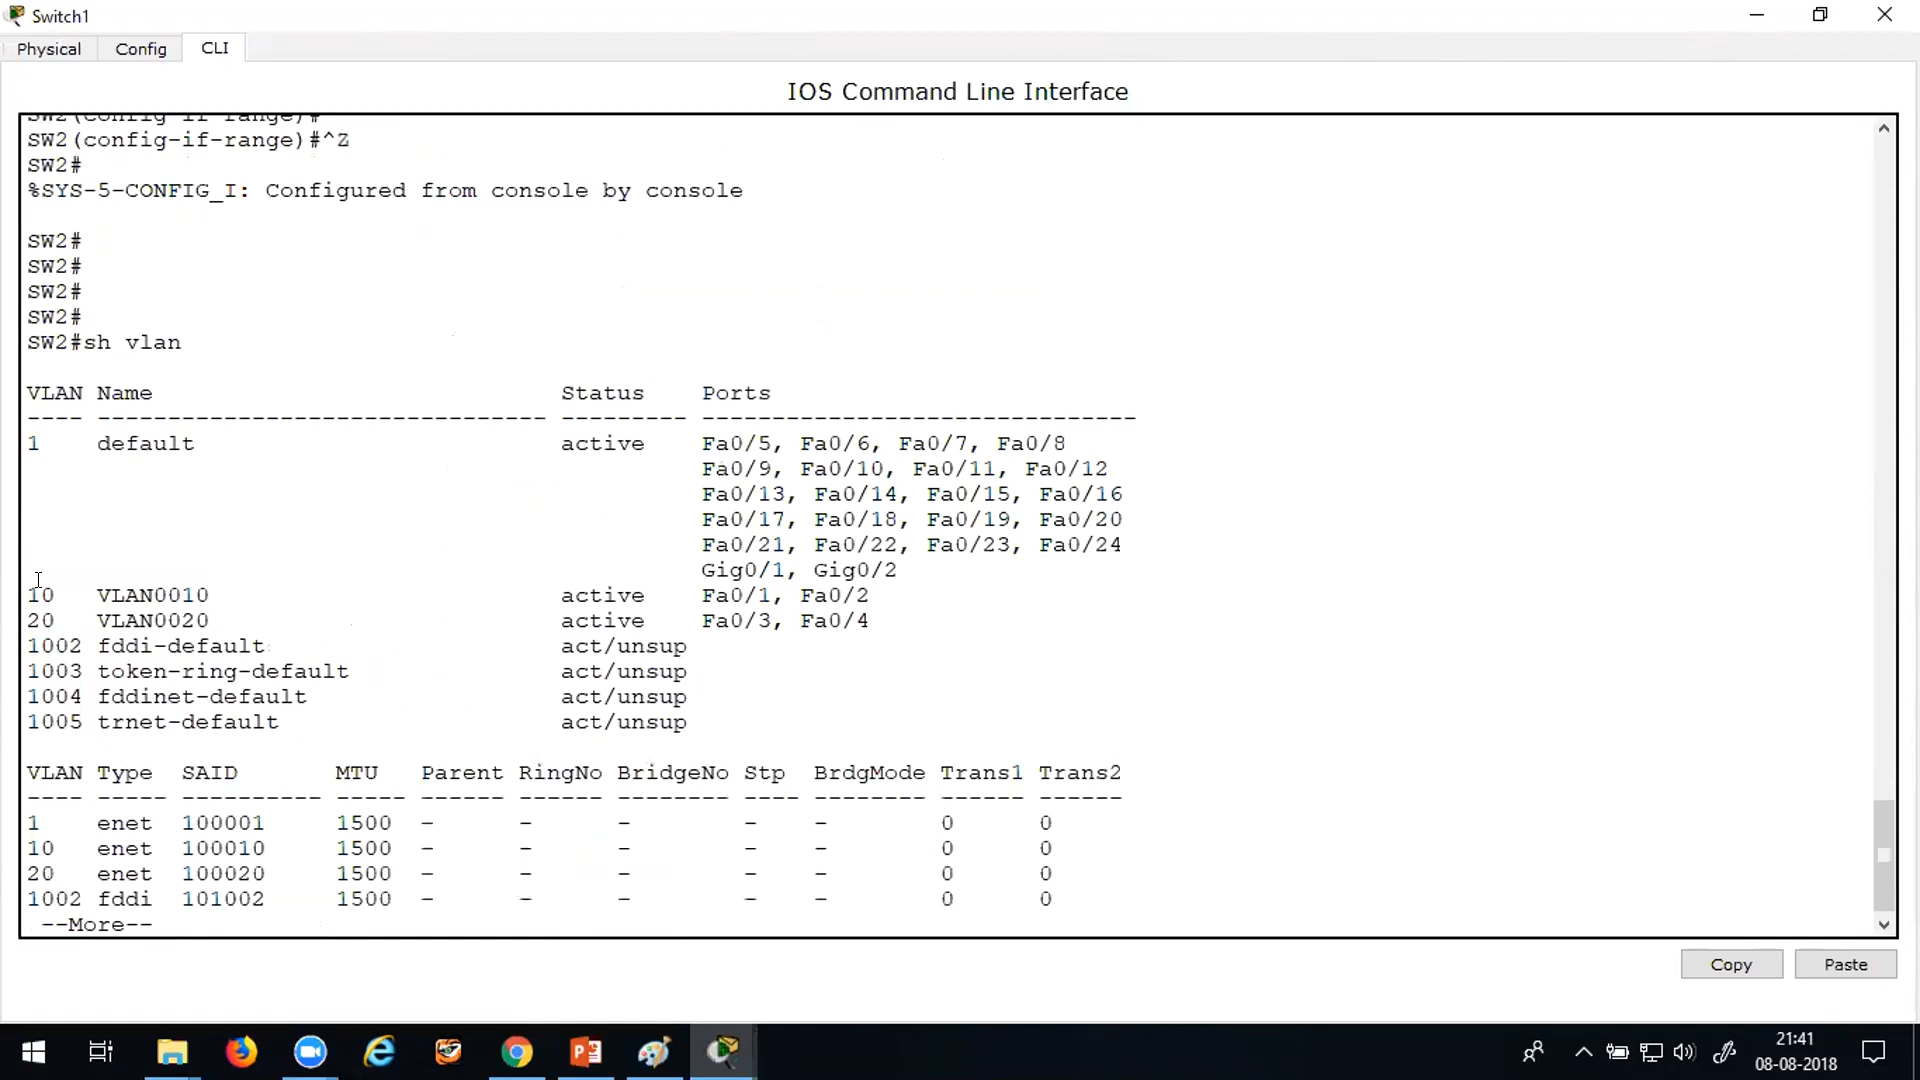 Switch1
Physical Config CLI
IOS Command Line Interface
SW2(config-if-range)#
SW2(config-if-range)#^Z
SW2#
%SYS-5-CONFIG_I: Configured from console by console
SW2#
SW2#
SW2#
SW2#
SW2#sh vlan
VLAN Name Status Ports
---- -------------------------------- --------- -------------------------------
1 default active Fa0/5, Fa0/6, Fa0/7, Fa0/8
Fa0/9, Fa0/10, Fa0/11, Fa0/12
Fa0/13, Fa0/14, Fa0/15, Fa0/16
Fa0/17, Fa0/18, Fa0/19, Fa0/20
Fa0/21, Fa0/22, Fa0/23, Fa0/24
Gig0/1, Gig0/2
10 VLAN0010 active Fa0/1, Fa0/2
20 VLAN0020 active Fa0/3, Fa0/4
1002 fddi-default act/unsup
1003 token-ring-default act/unsup
1004 fddinet-default act/unsup
1005 trnet-default act/unsup
VLAN Type SAID MTU Parent RingNo BridgeNo Stp BrdgMode Trans1 Trans2
---- ----- ---------- ----- ------ ------ -------- ---- -------- ------ ------
1 enet 100001 1500 - - - - - 0 0
10 enet 100010 1500 - - - - - 0 0
20 enet 100020 1500 - - - - - 0 0
1002 fddi 101002 1500 - - - - - 0 0
--More--
Copy Paste
21:41
08-08-2018